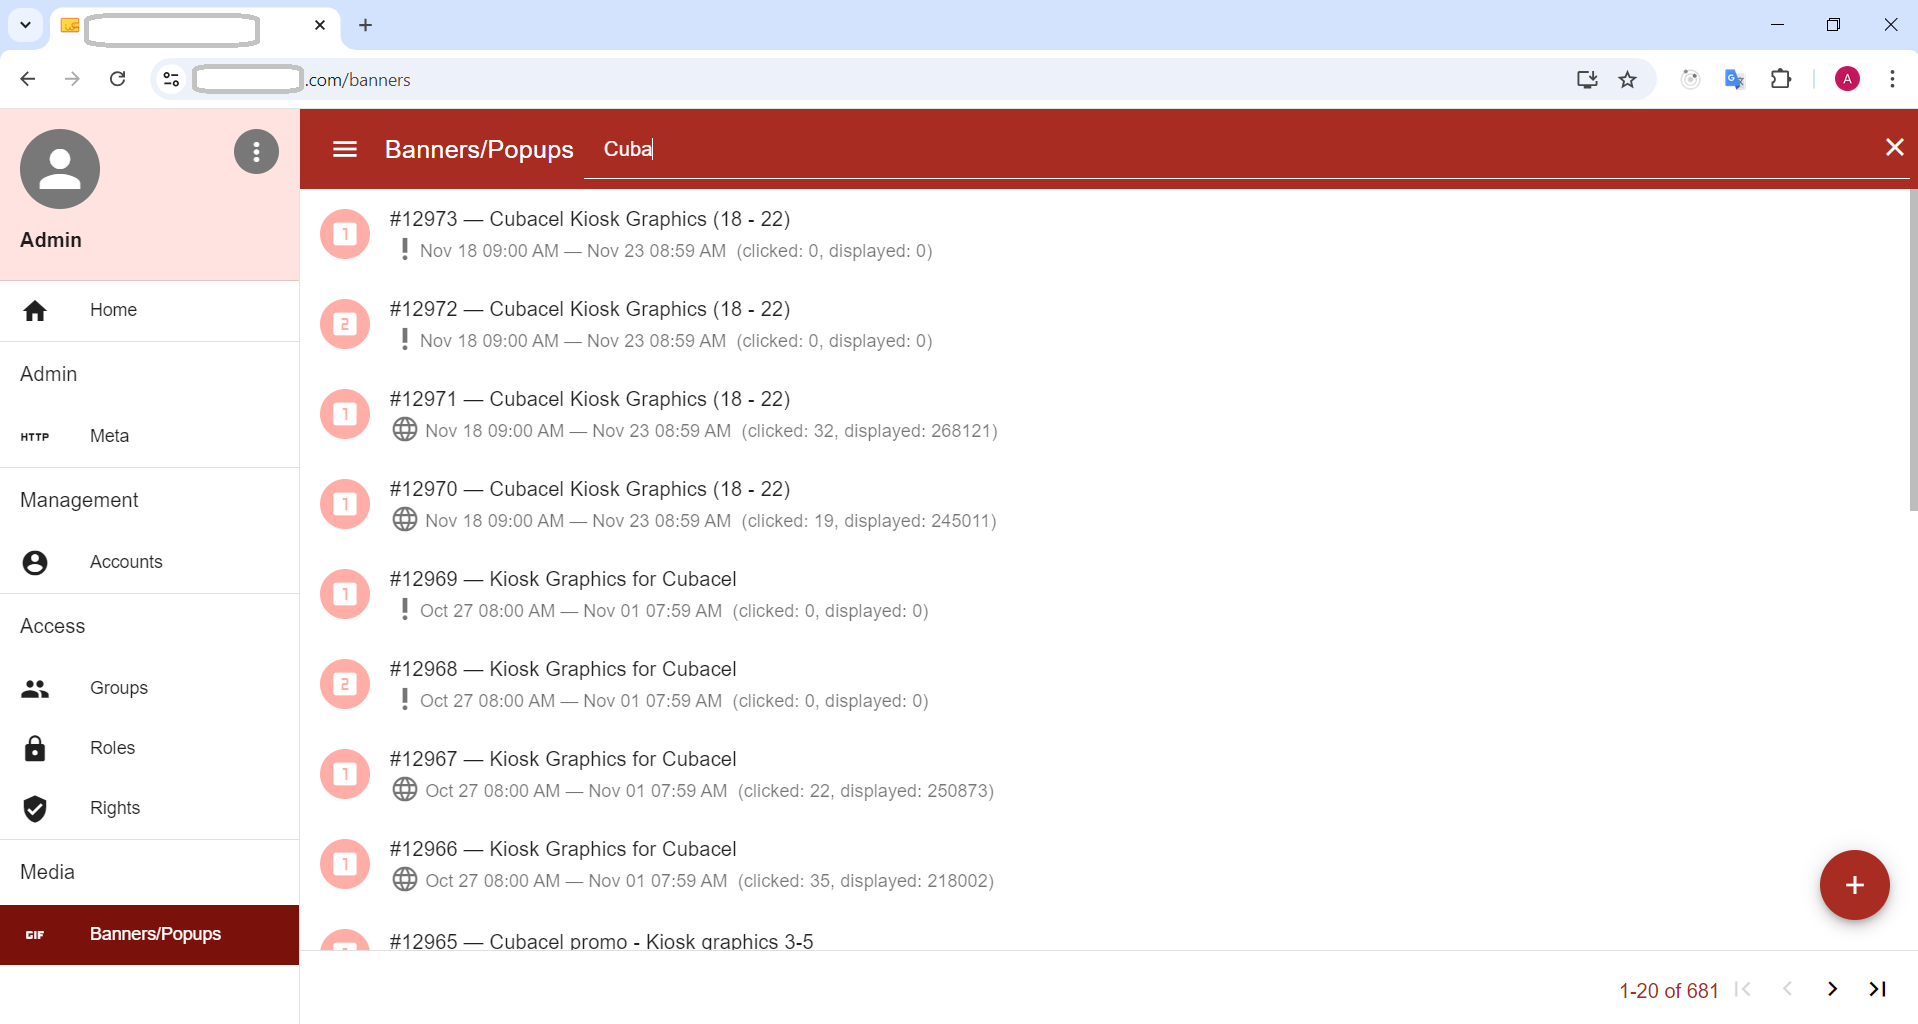 .com/banners
A
Banners/Popups
Cuba
Admin
Home
Admin
HTTP Meta
Management
Accounts
Access
Groups
Roles
Rights
Media
GIF Banners/Popups
1 #12973 — Cubacel Kiosk Graphics (18 - 22)
! Nov 18 09:00 AM — Nov 23 08:59 AM (clicked: 0, displayed: 0)
2 #12972 — Cubacel Kiosk Graphics (18 - 22)
! Nov 18 09:00 AM — Nov 23 08:59 AM (clicked: 0, displayed: 0)
1 #12971 — Cubacel Kiosk Graphics (18 - 22)
Nov 18 09:00 AM — Nov 23 08:59 AM (clicked: 32, displayed: 268121)
1 #12970 — Cubacel Kiosk Graphics (18 - 22)
Nov 18 09:00 AM — Nov 23 08:59 AM (clicked: 19, displayed: 245011)
1 #12969 — Kiosk Graphics for Cubacel
! Oct 27 08:00 AM — Nov 01 07:59 AM (clicked: 0, displayed: 0)
2 #12968 — Kiosk Graphics for Cubacel
! Oct 27 08:00 AM — Nov 01 07:59 AM (clicked: 0, displayed: 0)
1 #12967 — Kiosk Graphics for Cubacel
Oct 27 08:00 AM — Nov 01 07:59 AM (clicked: 22, displayed: 250873)
1 #12966 — Kiosk Graphics for Cubacel
Oct 27 08:00 AM — Nov 01 07:59 AM (clicked: 35, displayed: 218002)
#12965 — Cubacel promo - Kiosk graphics 3-5
1-20 of 681